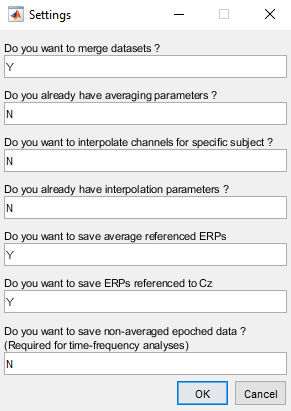 Settings
Do you want to merge datasets ?
Y
Do you already have averaging parameters ?
N
Do you want to interpolate channels for specific subject ?
N
Do you already have interpolation parameters ?
N
Do you want to save average referenced ERPs
Y
Do you want to save ERPs referenced to Cz
Y
Do you want to save non-averaged epoched data ?
(Required for time-frequency analyses)
N
OK Cancel